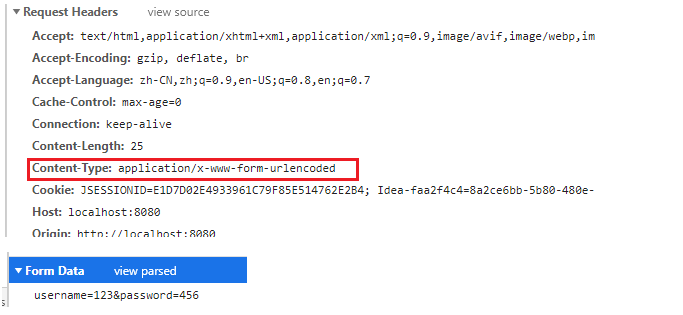 ▼ Request Headers view source
Accept: text/html,application/xhtml+xml,application/xml;q=0.9,image/avif,image/webp,im
Accept-Encoding: gzip, deflate, br
Accept-Language: zh-CN,zh;q=0.9,en-US;q=0.8,en;q=0.7
Cache-Control: max-age=0
Connection: keep-alive
Content-Length: 25
Content-Type: application/x-www-form-urlencoded
Cookie: JSESSIONID=E1D7D02E4933961C79F85E514762E2B4; Idea-faa2f4c4=8a2ce6bb-5b80-480e-
Host: localhost:8080
Origin: http://localhost:8080
▼ Form Data view parsed
s
username=123&password=456